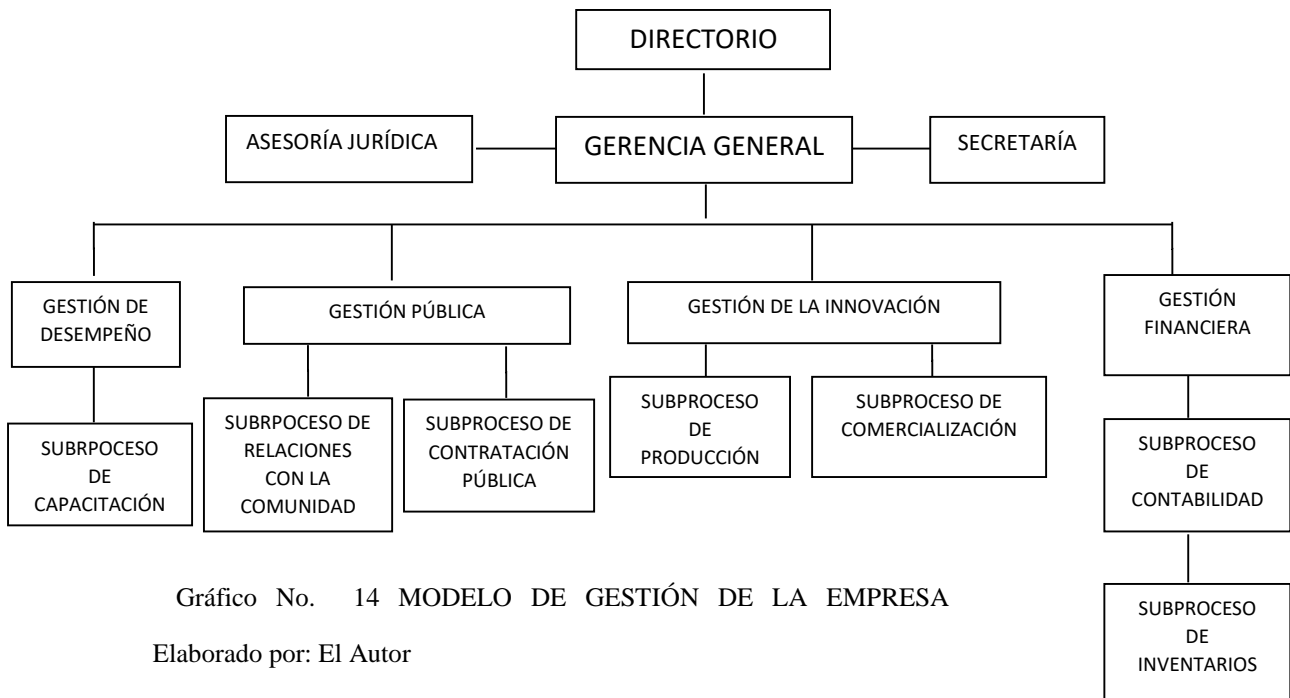 DIRECTORIO
ASESORÍA JURÍDICA
GERENCIA GENERAL
SECRETARÍA
GESTIÓN DE
DESEMPEÑO
GESTIÓN PÚBLICA
GESTIÓN DE LA INNOVACIÓN
GESTIÓN
FINANCIERA
SUBRPOCESO
DE
CAPACITACIÓN
SUBRPOCESO DE
RELACIONES
CON LA
COMUNIDAD
SUBPROCESO DE
CONTRATACIÓN
PÚBLICA
SUBPROCESO
DE
PRODUCCIÓN
SUBPROCESO DE
COMERCIALIZACIÓN
SUBPROCESO
DE
CONTABILIDAD
SUBPROCESO
DE
INVENTARIOS
Gráfico No. 14 MODELO DE GESTIÓN DE LA EMPRESA
Elaborado por: El Autor